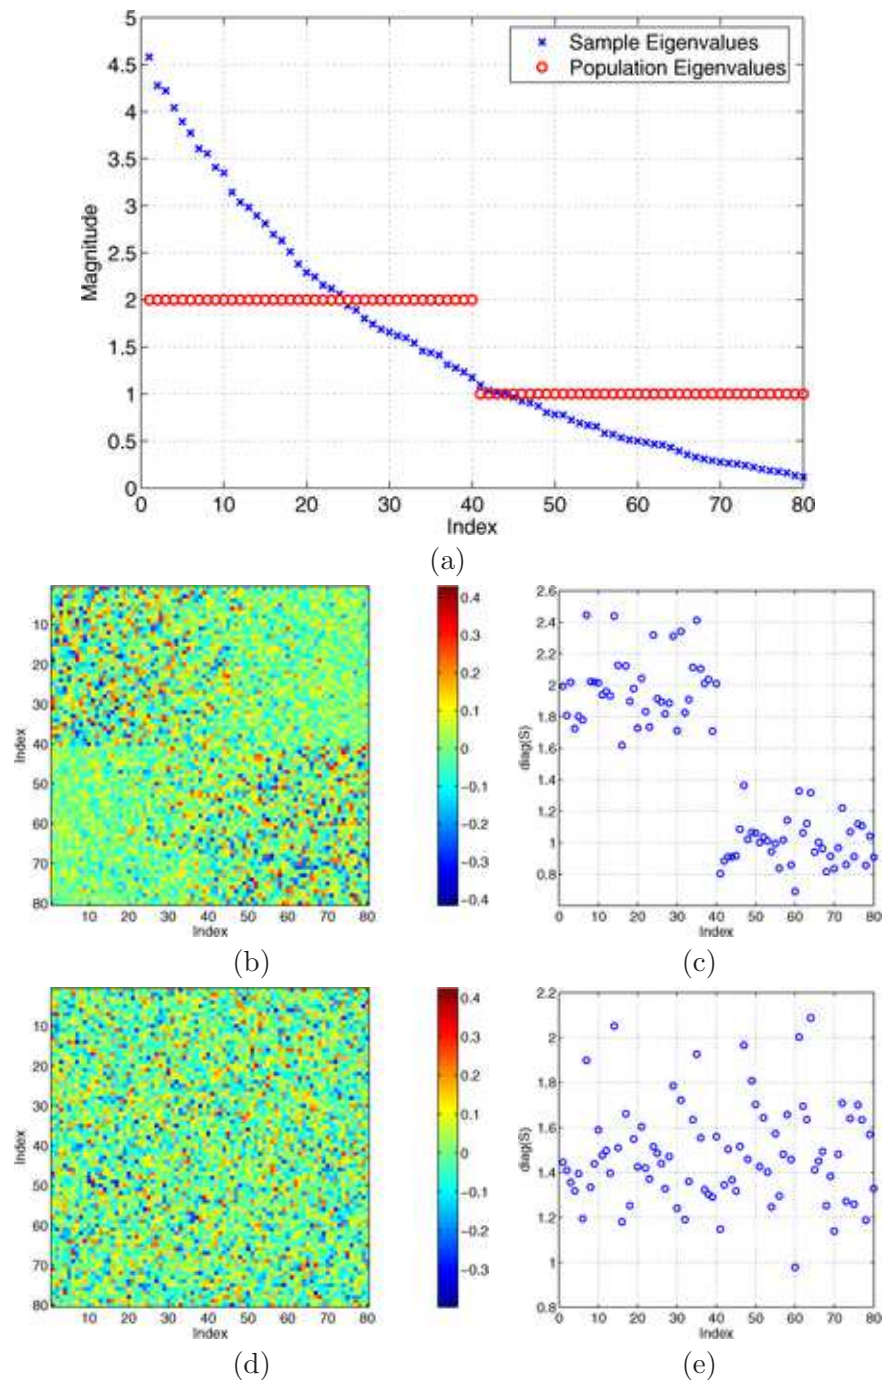 5
4.5
4
3.5
3
2.5
2
1.5
1
0.5
0
Magnitude
× Sample Eigenvalues
o Population Eigenvalues
0 10 20 30 40 50 60 70 80
Index
(a)
10
20
30
40
50
60
70
80
Index
10 20 30 40 50 60 70 80
Index
0.4
0.3
0.2
0.1
0
−0.1
−0.2
−0.3
−0.4
(b)
2.6
2.4
2.2
2
1.8
1.6
1.4
1.2
1
0.8
diag(S)
0 10 20 30 40 50 60 70 80
Index
(c)
10
20
30
40
50
60
70
80
Index
10 20 30 40 50 60 70 80
Index
0.4
0.3
0.2
0.1
0
−0.1
−0.2
−0.3
(d)
2.2
2
1.8
1.6
1.4
1.2
1
0.8
diag(S)
0 10 20 30 40 50 60 70 80
Index
(e)